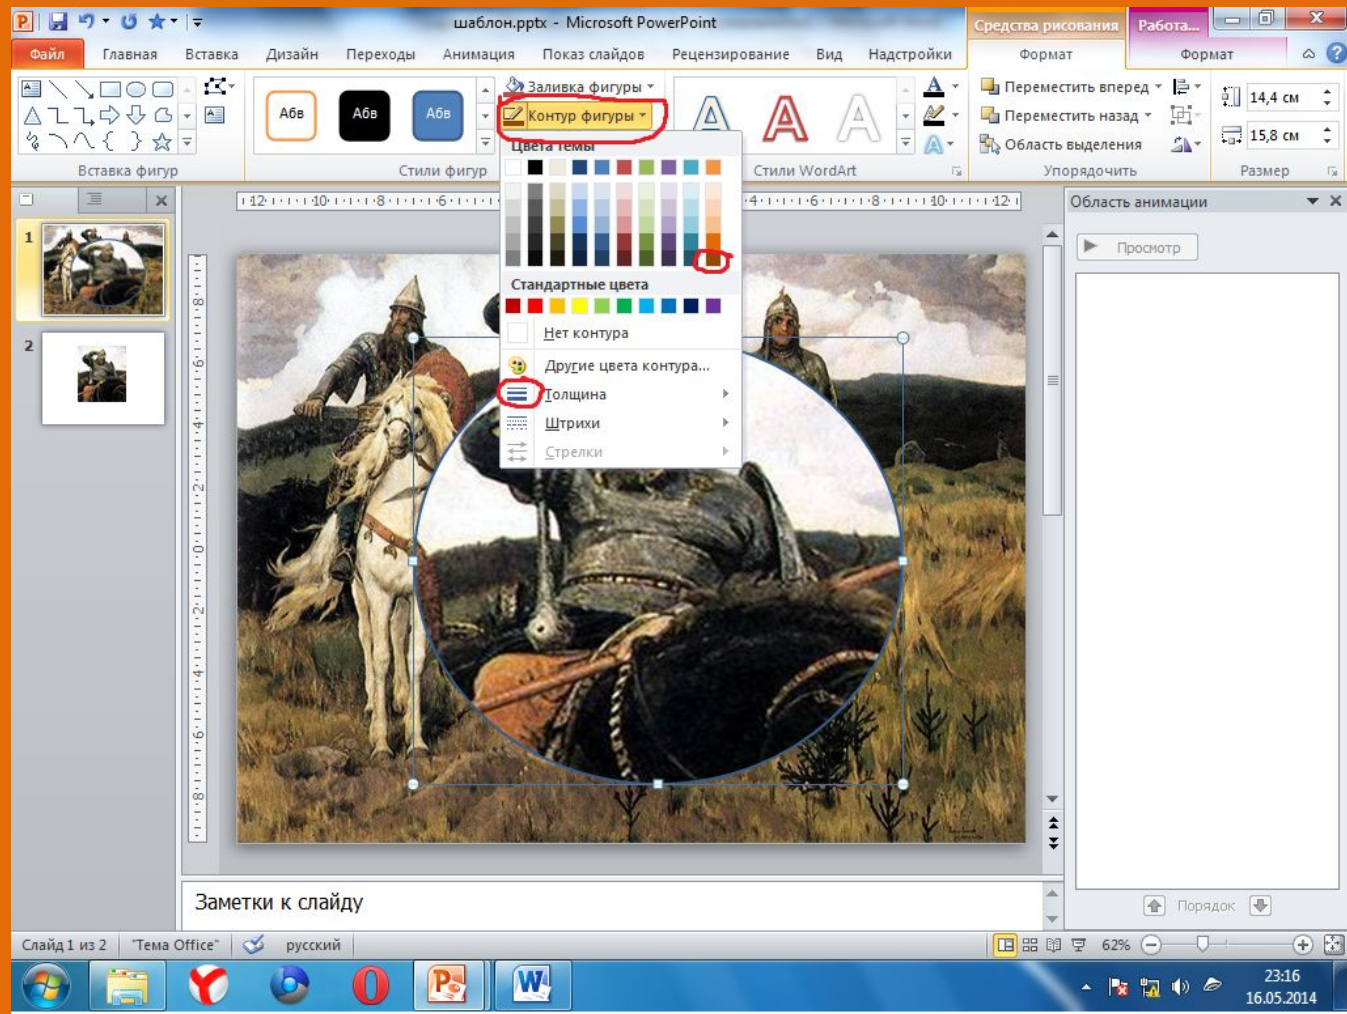 шаблон.pptx - Microsoft PowerPoint
Средства рисования
Работа...
Файл Главная Вставка Дизайн Переходы Анимация Показ слайдов Рецензирование Вид Надстройки Формат Формат
Абв Абв Абв
Заливка фигуры
Контур фигуры
Переместить вперед
Переместить назад
Область выделения
14,4 см
15,8 см
Вставка фигур
Стили фигур
Стили WordArt
Упорядочить
Размер
Цвета темы
Стандартные цвета
Нет контура
Другие цвета контура...
Толщина
Штрихи
Стрелки
Область анимации
Просмотр
1
2
Порядок
Заметки к слайду
Слайд 1 из 2 "Тема Office" русский 62%
23:16
16.05.2014